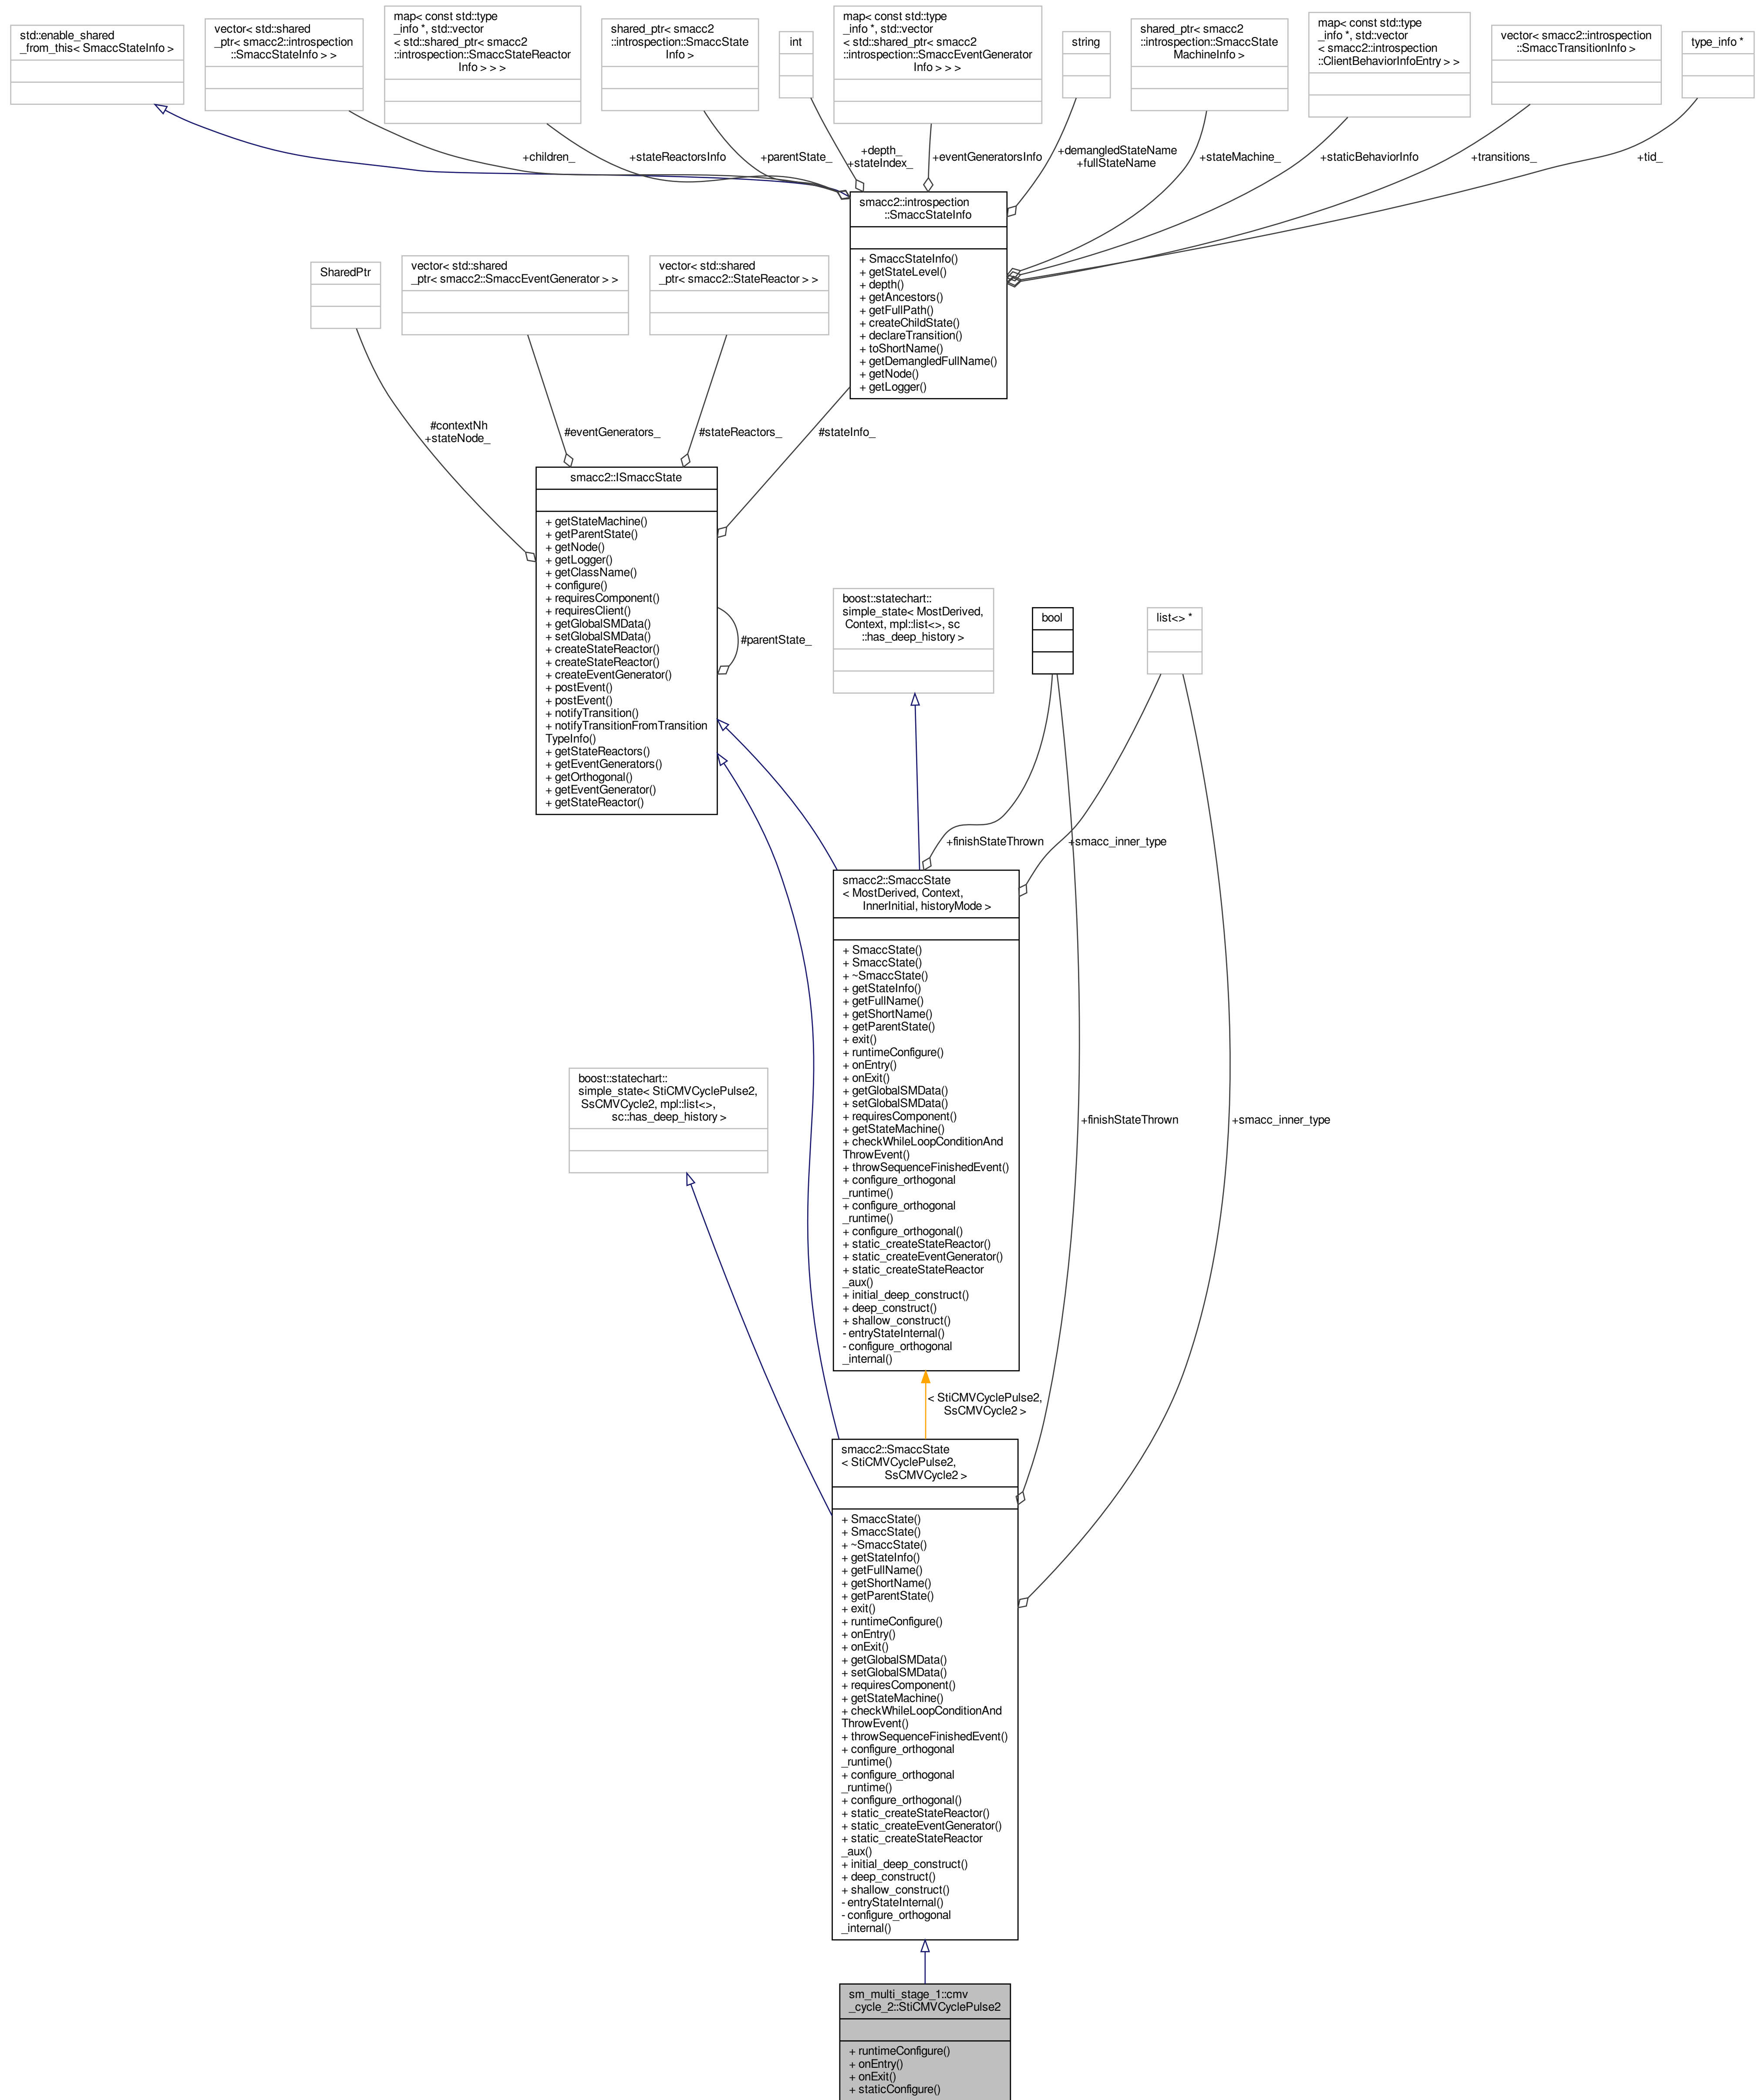 std::enable_shared
_from_this< SmaccStateInfo >
vector< std::shared
_ptr< smacc2::introspection
::SmaccStateInfo > >
map< const std::type
_info *, std::vector
< std::shared_ptr< smacc2
::introspection::SmaccStateReactor
Info > > >
shared_ptr< smacc2
::introspection::SmaccState
Info >
int
map< const std::type
_info *, std::vector
< std::shared_ptr< smacc2
::introspection::SmaccEventGenerator
Info > > >
string
shared_ptr< smacc2
::introspection::SmaccState
MachineInfo >
map< const std::type
_info *, std::vector
< smacc2::introspection
::ClientBehaviorInfoEntry > >
vector< smacc2::introspection
::SmaccTransitionInfo >
type_info *
+children_
+stateReactorsInfo
+parentState_
+depth_
+stateIndex_
+eventGeneratorsInfo
+demangledStateName
+fullStateName
+stateMachine_
+staticBehaviorInfo
+transitions_
+tid_
smacc2::introspection
::SmaccStateInfo
+ SmaccStateInfo()
+ getStateLevel()
+ depth()
+ getAncestors()
+ getFullPath()
+ createChildState()
+ declareTransition()
+ toShortName()
+ getDemangledFullName()
+ getNode()
+ getLogger()
SharedPtr
vector< std::shared
_ptr< smacc2::SmaccEventGenerator > >
vector< std::shared
_ptr< smacc2::StateReactor > >
#contextNh
+stateNode_
#eventGenerators_
#stateReactors_
#stateInfo_
smacc2::ISmaccState
+ getStateMachine()
+ getParentState()
+ getNode()
+ getLogger()
+ getClassName()
+ configure()
+ requiresComponent()
+ requiresClient()
+ getGlobalSMData()
+ setGlobalSMData()
+ createStateReactor()
+ createStateReactor()
+ createEventGenerator()
+ postEvent()
+ postEvent()
+ notifyTransition()
+ notifyTransitionFromTransition
TypeInfo()
+ getStateReactors()
+ getEventGenerators()
+ getOrthogonal()
+ getEventGenerator()
+ getStateReactor()
#parentState_
boost::statechart::
simple_state< MostDerived,
Context, mpl::list<>, sc
::has_deep_history >
bool
list<> *
+finishStateThrown
+smacc_inner_type
smacc2::SmaccState
< MostDerived, Context,
InnerInitial, historyMode >
+ SmaccState()
+ SmaccState()
+ ~SmaccState()
+ getStateInfo()
+ getFullName()
+ getShortName()
+ getParentState()
+ exit()
+ runtimeConfigure()
+ onEntry()
+ onExit()
+ getGlobalSMData()
+ setGlobalSMData()
+ requiresComponent()
+ getStateMachine()
+ checkWhileLoopConditionAnd
ThrowEvent()
+ throwSequenceFinishedEvent()
+ configure_orthogonal
_runtime()
+ configure_orthogonal
_runtime()
+ configure_orthogonal()
+ static_createStateReactor()
+ static_createEventGenerator()
+ static_createStateReactor
_aux()
+ initial_deep_construct()
+ deep_construct()
+ shallow_construct()
- entryStateInternal()
- configure_orthogonal
_internal()
boost::statechart::
simple_state< StiCMVCyclePulse2,
SsCMVCycle2, mpl::list<>,
sc::has_deep_history >
+finishStateThrown
+smacc_inner_type
< StiCMVCyclePulse2,
SsCMVCycle2 >
smacc2::SmaccState
< StiCMVCyclePulse2,
SsCMVCycle2 >
+ SmaccState()
+ SmaccState()
+ ~SmaccState()
+ getStateInfo()
+ getFullName()
+ getShortName()
+ getParentState()
+ exit()
+ runtimeConfigure()
+ onEntry()
+ onExit()
+ getGlobalSMData()
+ setGlobalSMData()
+ requiresComponent()
+ getStateMachine()
+ checkWhileLoopConditionAnd
ThrowEvent()
+ throwSequenceFinishedEvent()
+ configure_orthogonal
_runtime()
+ configure_orthogonal
_runtime()
+ configure_orthogonal()
+ static_createStateReactor()
+ static_createEventGenerator()
+ static_createStateReactor
_aux()
+ initial_deep_construct()
+ deep_construct()
+ shallow_construct()
- entryStateInternal()
- configure_orthogonal
_internal()
sm_multi_stage_1::cmv
_cycle_2::StiCMVCyclePulse2
+ runtimeConfigure()
+ onEntry()
+ onExit()
+ staticConfigure()